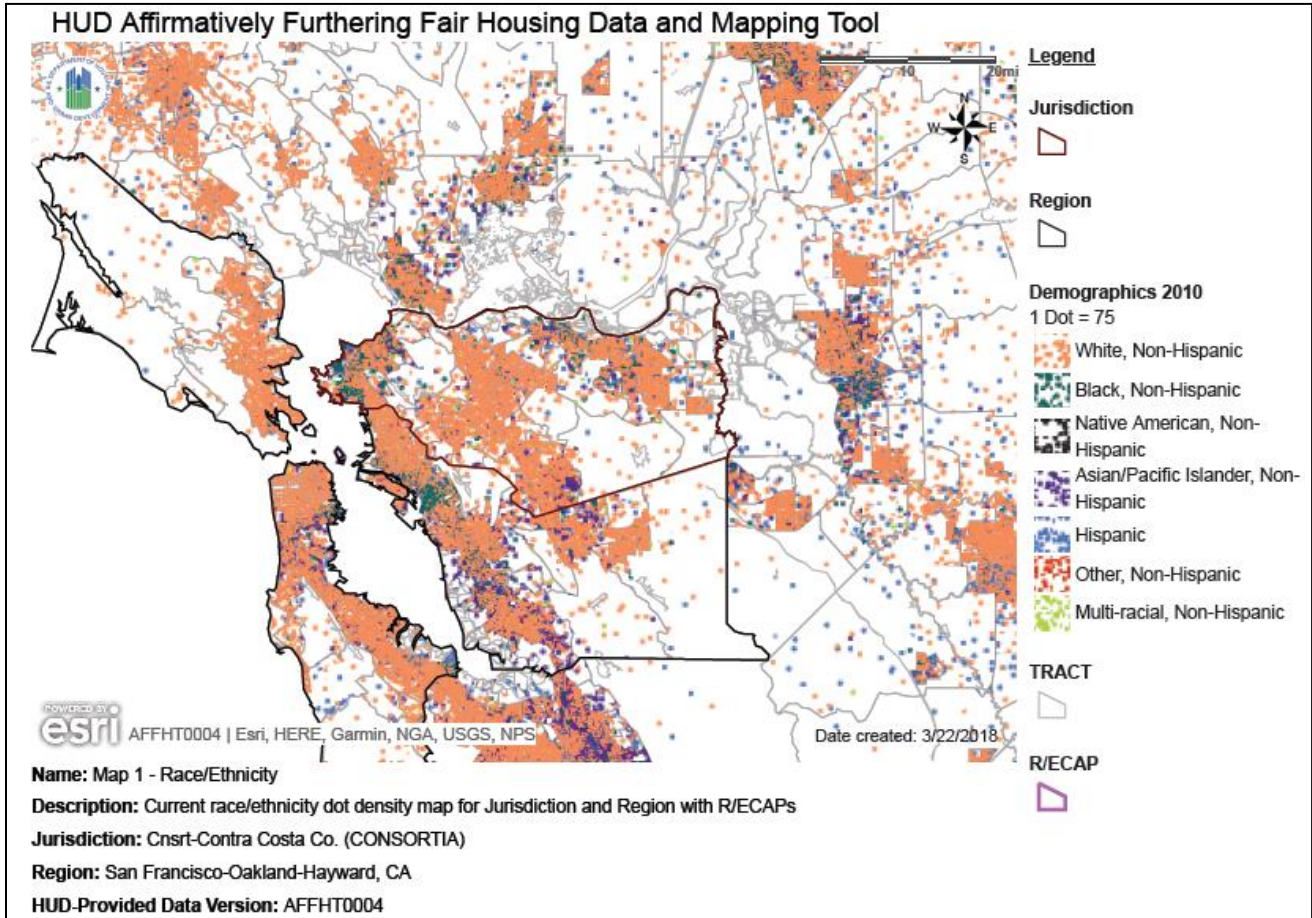 HUD Affirmatively Furthering Fair Housing Data and Mapping Tool
0 10 20mi
N
W E
S
Legend
Jurisdiction
Region
Demographics 2010
1 Dot = 75
White, Non-Hispanic
Black, Non-Hispanic
Native American, Non-
Hispanic
Asian/Pacific Islander, Non-
Hispanic
Hispanic
Other, Non-Hispanic
Multi-racial, Non-Hispanic
TRACT
R/ECAP
POWERED BY
esri
AFFHT0004 | Esri, HERE, Garmin, NGA, USGS, NPS
Date created: 3/22/2018
Name: Map 1 - Race/Ethnicity
Description: Current race/ethnicity dot density map for Jurisdiction and Region with R/ECAPs
Jurisdiction: Cnsrt-Contra Costa Co. (CONSORTIA)
Region: San Francisco-Oakland-Hayward, CA
HUD-Provided Data Version: AFFHT0004